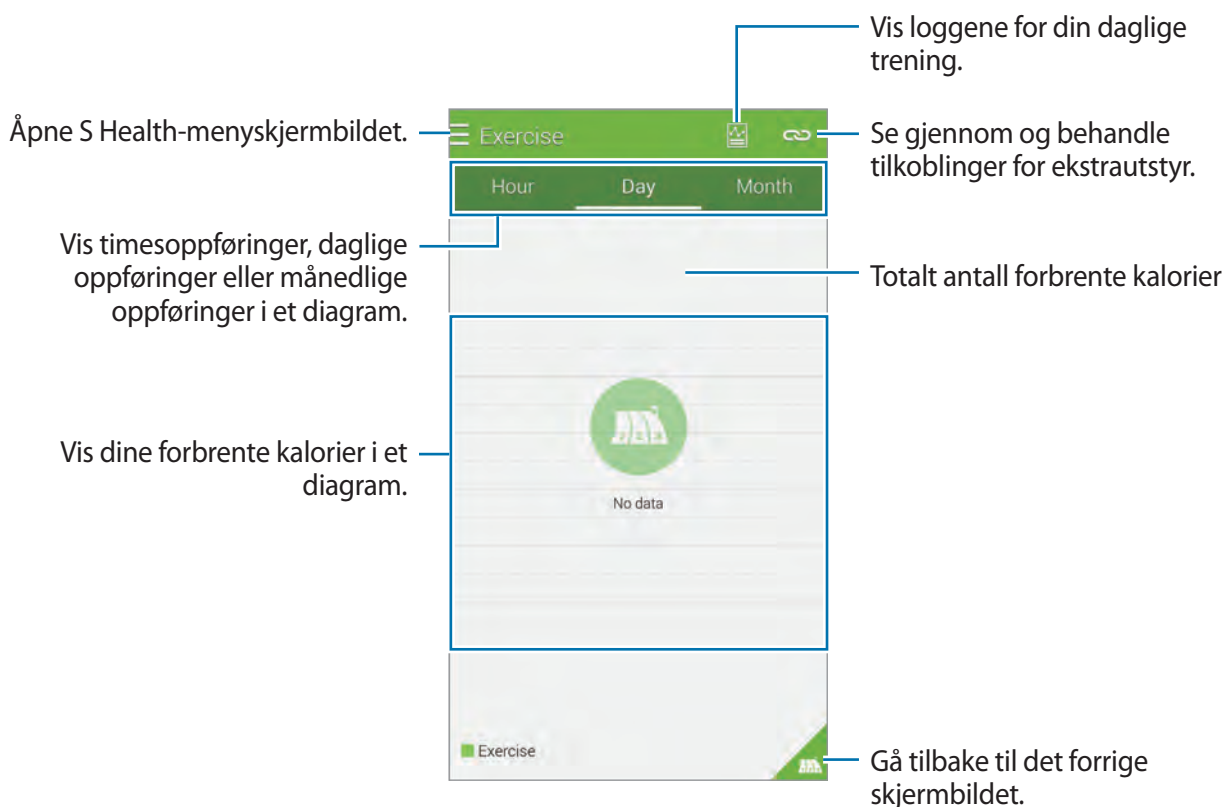 Vis loggene for din daglige
trening.
Åpne S Health-menyskjermbildet.
Exercise
Se gjennom og behandle
tilkoblinger for ekstrautstyr.
Hour Day Month
Vis timesoppføringer, daglige
oppføringer eller månedlige
oppføringer i et diagram.
Totalt antall forbrente kalorier
Vis dine forbrente kalorier i et
diagram.
No data
Exercise
Gå tilbake til det forrige
skjermbildet.